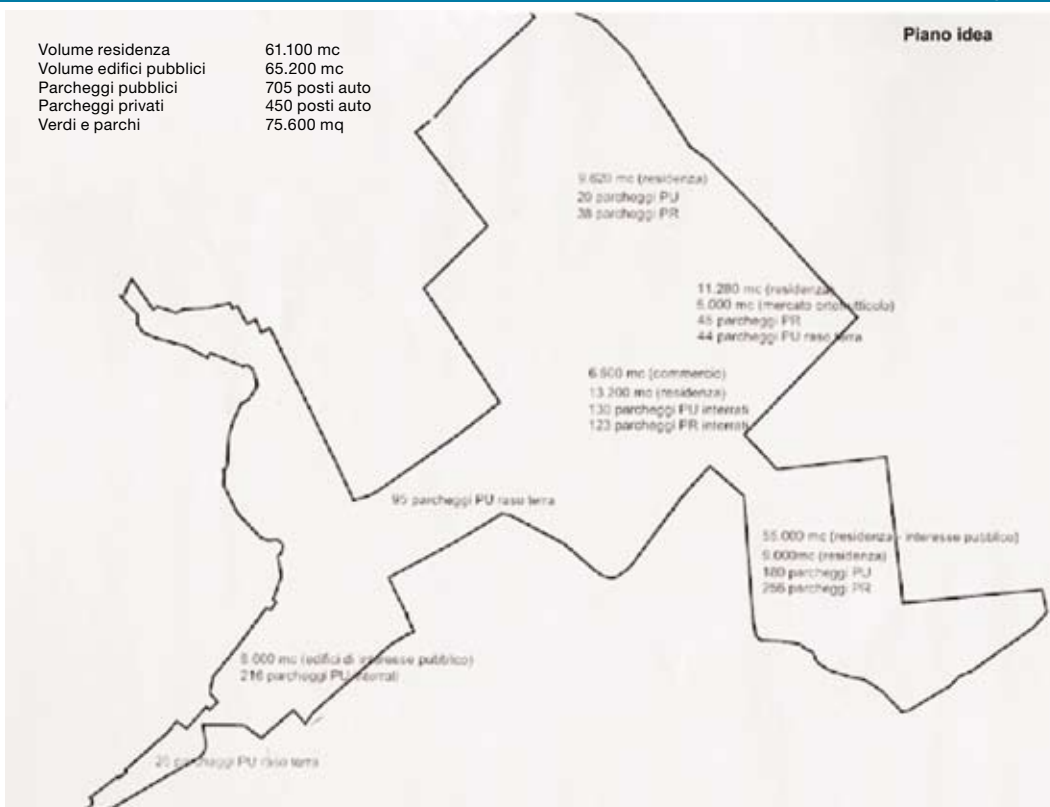 Piano idea
Volume residenza 61.100 mc
Volume edifici pubblici 65.200 mc
Parcheggi pubblici 705 posti auto
Parcheggi privati 450 posti auto
Verdi e parchi 75.600 mq
9.620 mc (residenza)
20 parcheggi PU
38 parcheggi PR
11.280 mc (residenza)
5.000 mc (mercato ortofrutticolo)
45 parcheggi PR
44 parcheggi PU raso terra
6.600 mc (commercio)
13.200 mc (residenza)
130 parcheggi PU interrati
123 parcheggi PR interrati
95 parcheggi PU raso terra
55.000 mc (residenza - interesse pubblico)
9.000mc (residenza)
180 parcheggi PU
256 parcheggi PR
8.000 mc (edifici di interesse pubblico)
216 parcheggi PU interrati
20 parcheggi PU raso terra